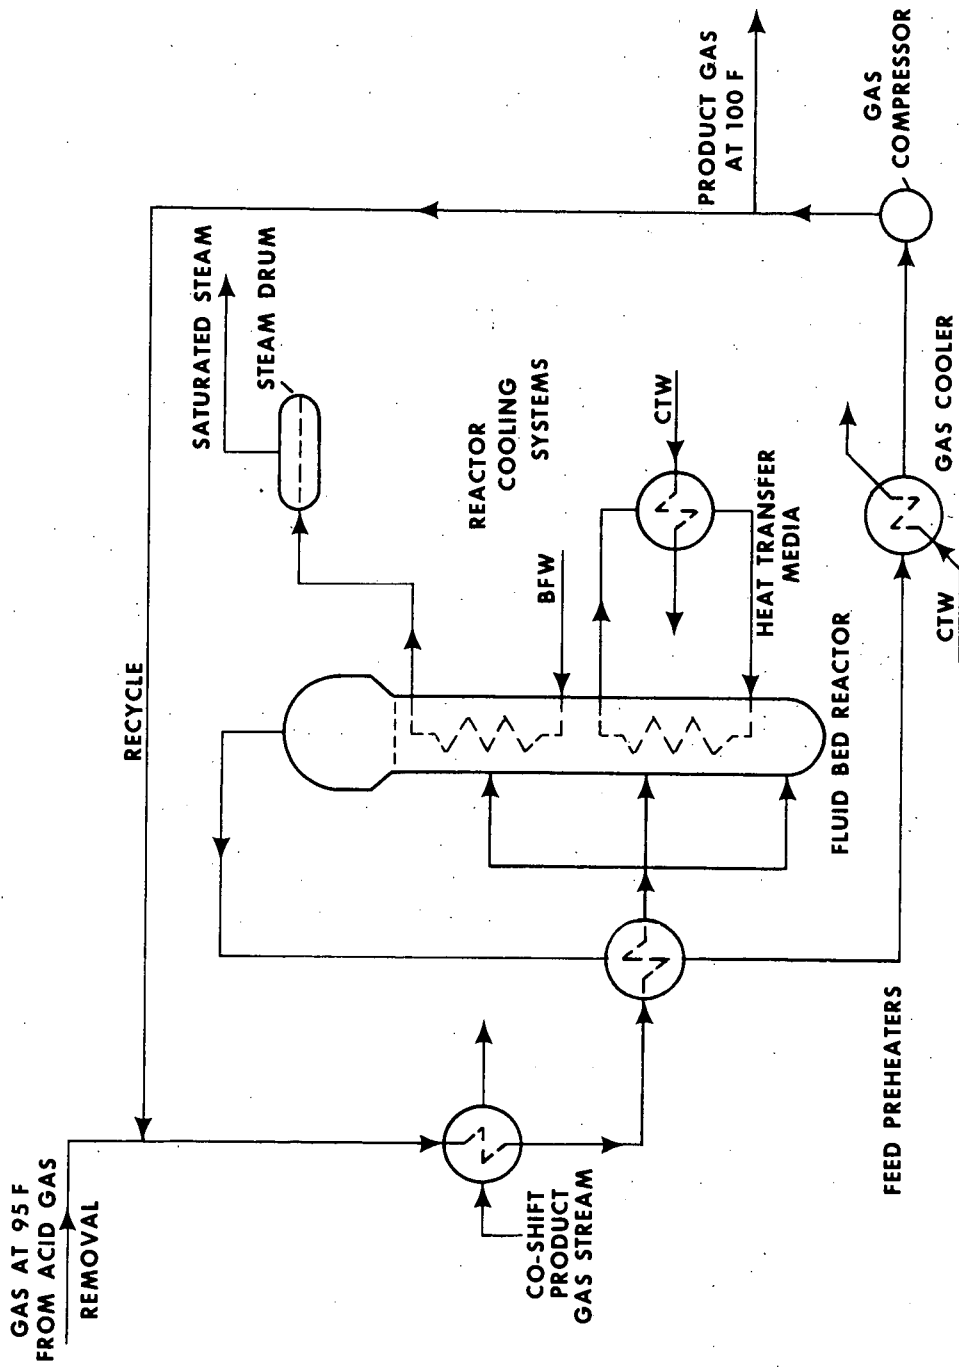 GAS AT 95 F
FROM ACID GAS
REMOVAL
RECYCLE
SATURATED STEAM
STEAM DRUM
PRODUCT GAS
AT 100 F
GAS
COMPRESSOR
REACTOR
COOLING
SYSTEMS
BFW
CTW
HEAT TRANSFER
MEDIA
CO-SHIFT
PRODUCT
GAS STREAM
FLUID BED REACTOR
FEED PREHEATERS
CTW
GAS COOLER